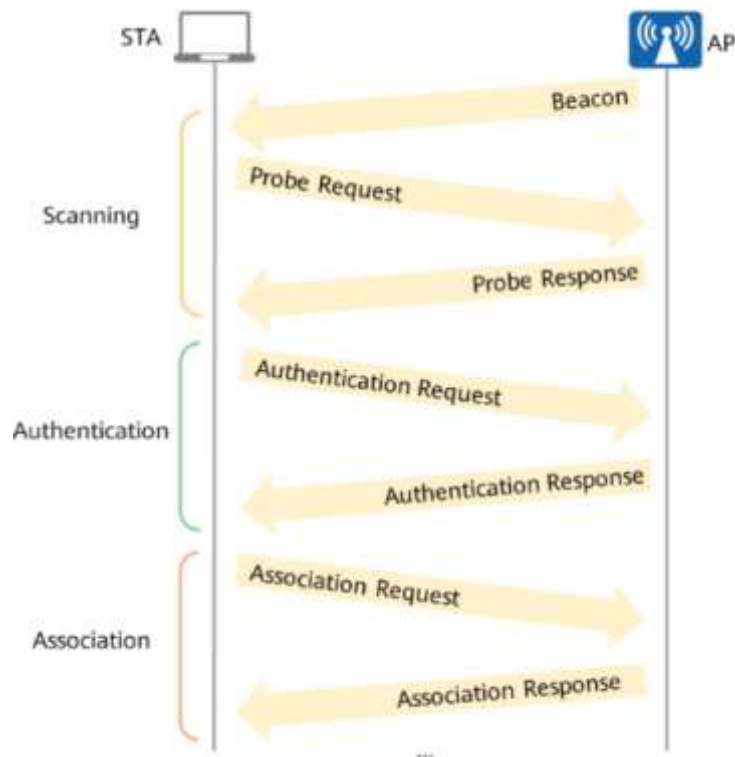 STA
AP
Beacon
Probe Request
Scanning
Probe Response
Authentication Request
Authentication
Authentication Response
Association Request
Association
Association Response